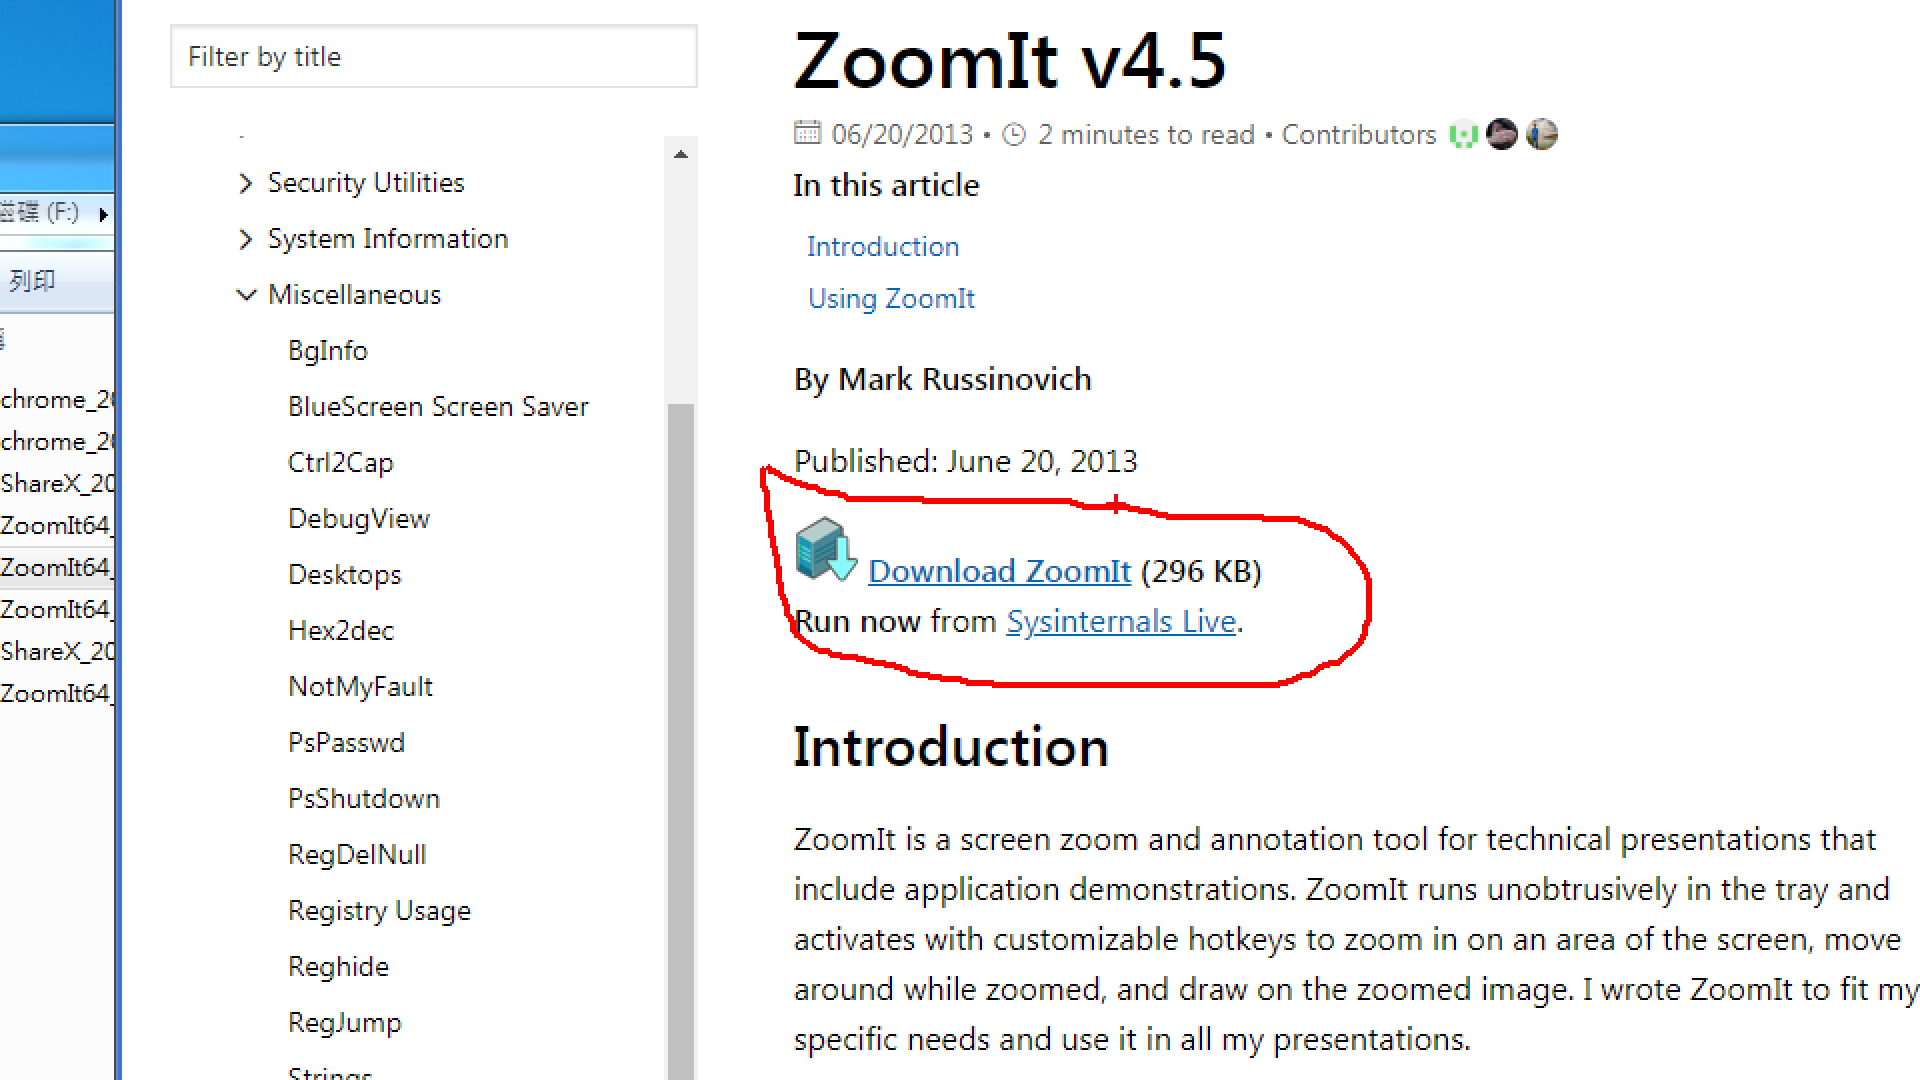 磁碟 (F:)
列印
chrome_20
chrome_20
ShareX_20
ZoomIt64_
ZoomIt64_
ZoomIt64_
ShareX_20
ZoomIt64_
Filter by title
Security Utilities
System Information
Miscellaneous
BgInfo
BlueScreen Screen Saver
Ctrl2Cap
DebugView
Desktops
Hex2dec
NotMyFault
PsPasswd
PsShutdown
RegDelNull
Registry Usage
Reghide
RegJump
Strings
ZoomIt v4.5
06/20/2013 • 2 minutes to read • Contributors
In this article
Introduction
Using ZoomIt
By Mark Russinovich
Published: June 20, 2013
Download ZoomIt (296 KB)
Run now from Sysinternals Live.
Introduction
ZoomIt is a screen zoom and annotation tool for technical presentations that
include application demonstrations. ZoomIt runs unobtrusively in the tray and
activates with customizable hotkeys to zoom in on an area of the screen, move
around while zoomed, and draw on the zoomed image. I wrote ZoomIt to fit my
specific needs and use it in all my presentations.